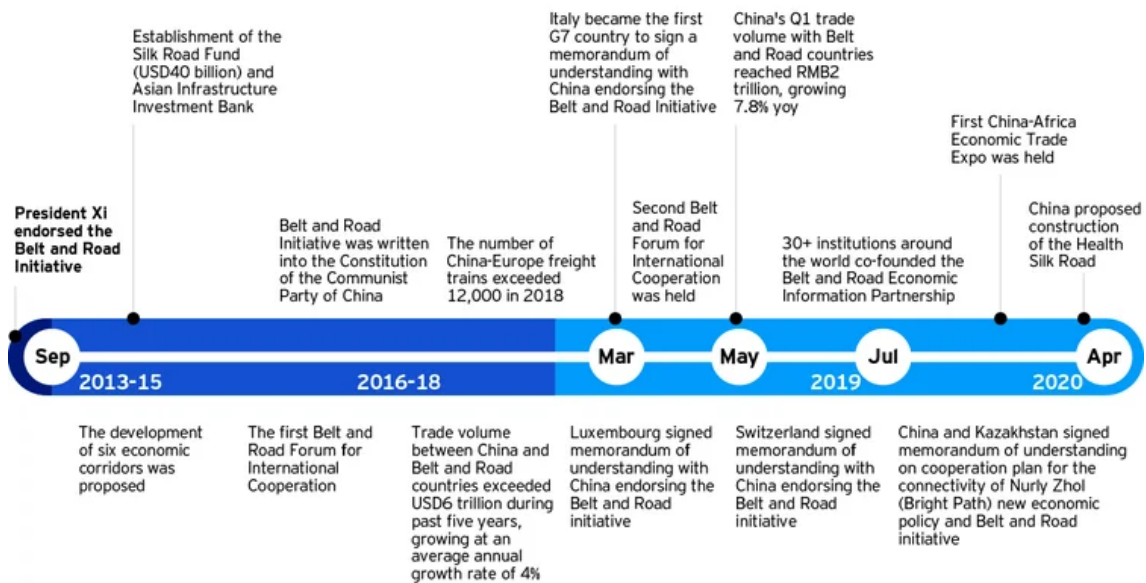 President Xi
endorsed the
Belt and Road
Initiative
Establishment of the
Silk Road Fund
(USD40 billion) and
Asian Infrastructure
Investment Bank
Belt and Road
Initiative was written
into the Constitution
of the Communist
Party of China
The number of
China-Europe freight
trains exceeded
12,000 in 2018
Italy became the first
G7 country to sign a
memorandum of
understanding with
China endorsing the
Belt and Road Initiative
Second Belt
and Road
Forum for
International
Cooperation
was held
China's Q1 trade
volume with Belt
and Road countries
reached RMB2
trillion, growing
7.8% yoy
30+ institutions around
the world co-founded the
Belt and Road Economic
Information Partnership
First China-Africa
Economic Trade
Expo was held
China proposed
construction
of the Health
Silk Road
Sep
Mar
May
Jul
Apr
2013-15
2016-18
2019
2020
The development
of six economic
corridors was
proposed
The first Belt and
Road Forum for
International
Cooperation
Trade volume
between China and
Belt and Road
countries exceeded
USD6 trillion during
past five years,
growing at an
average annual
growth rate of 4%
Luxembourg signed
memorandum of
understanding with
China endorsing the
Belt and Road
initiative
Switzerland signed
memorandum of
understanding with
China endorsing the
Belt and Road
initiative
China and Kazakhstan signed
memorandum of understanding
on cooperation plan for the
connectivity of Nurly Zhol
(Bright Path) new economic
policy and Belt and Road
initiative